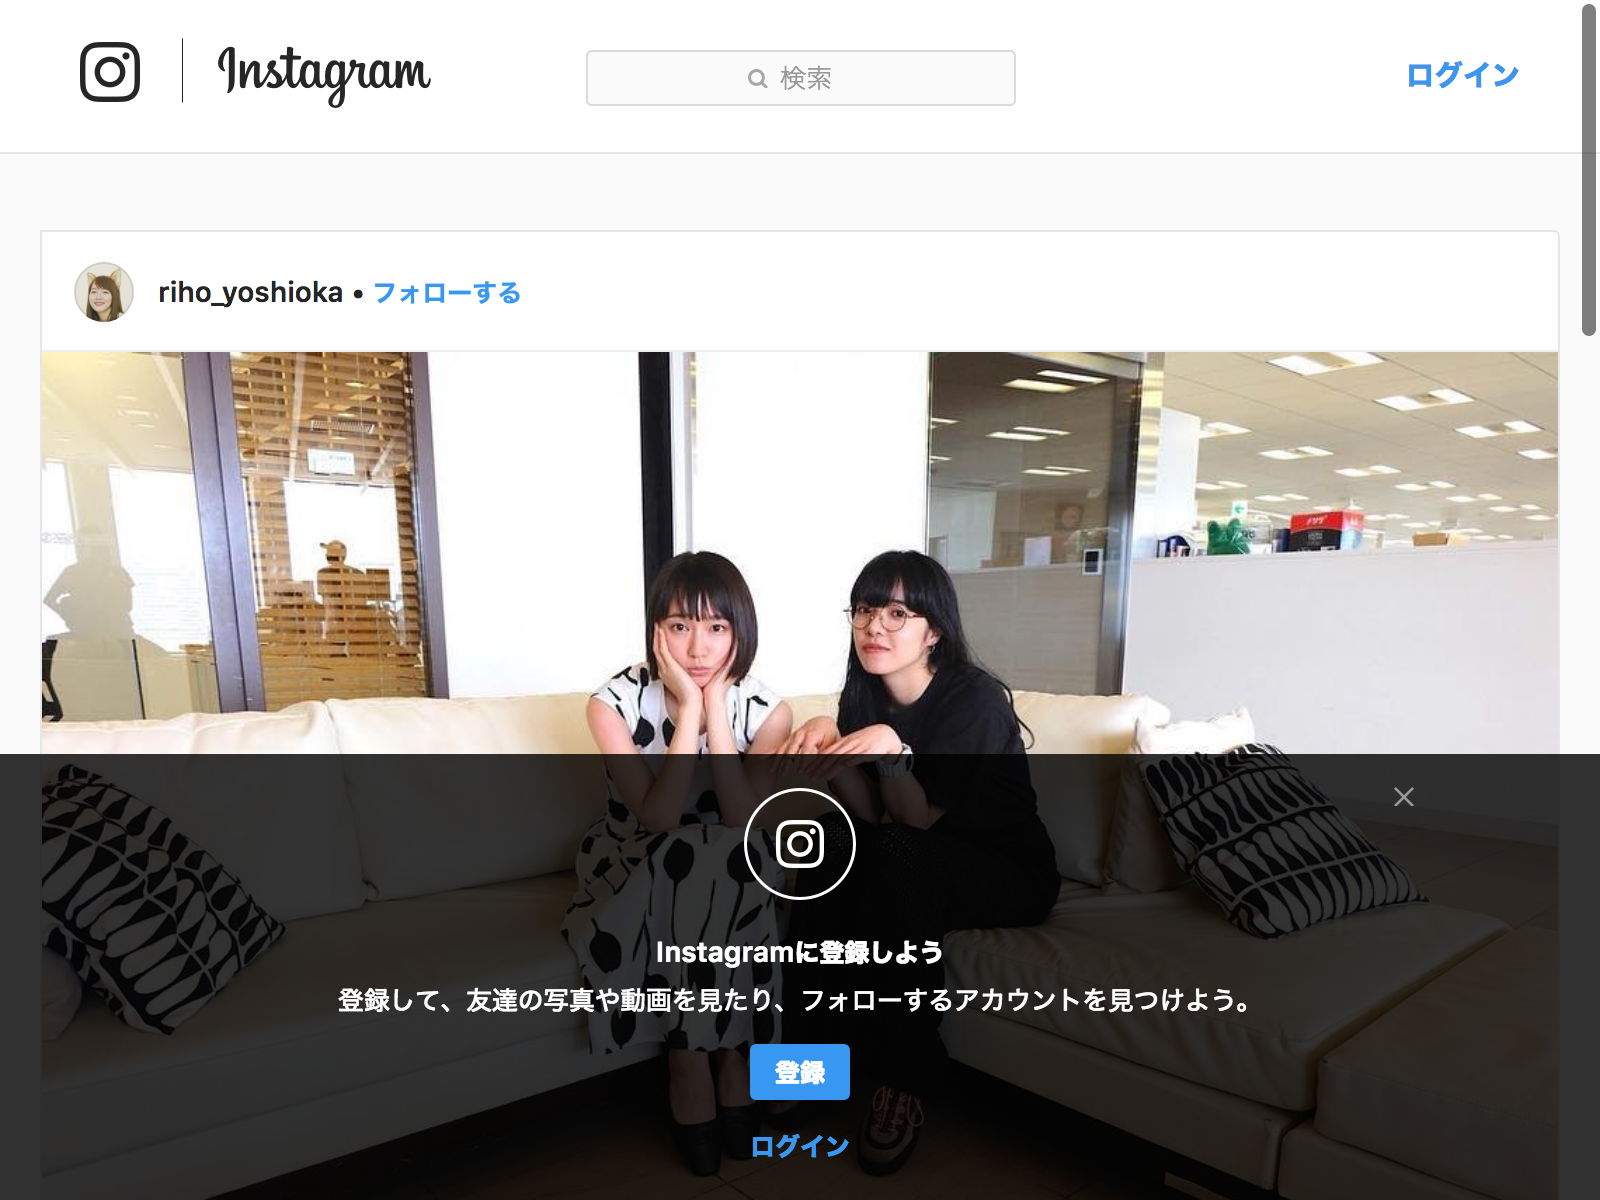 Instagram
検索
ログイン
riho_yoshioka • フォローする
Instagramに登録しよう
登録して、友達の写真や動画を見たり、フォローするアカウントを見つけよう。
登録
ログイン